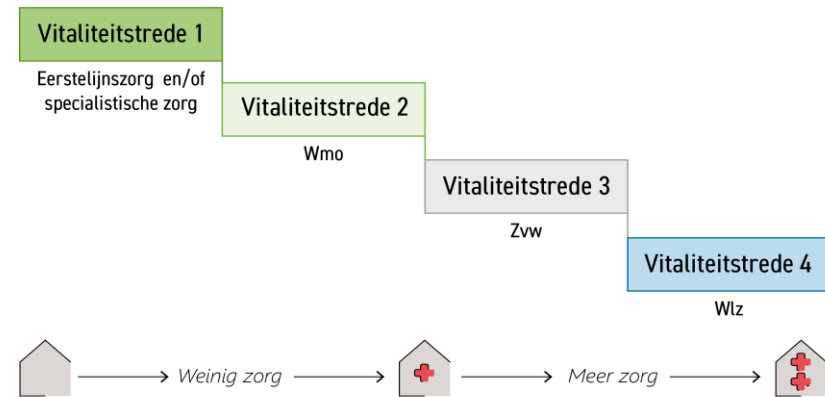 Vitaliteitstrede 1
Eerstelijnszorg en/of
specialistische zorg
Vitaliteitstrede 2
Wmo
Vitaliteitstrede 3
Zvw
Vitaliteitstrede 4
Wlz
Weinig zorg
Meer zorg